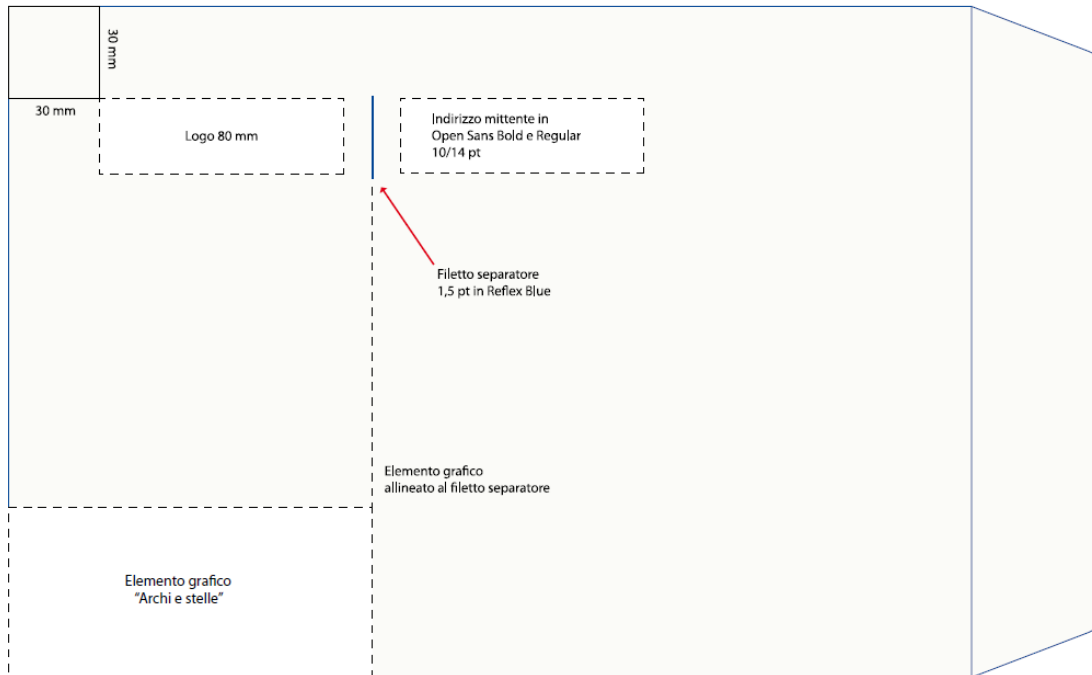 30 mm
30 mm
Logo 80 mm
Indirizzo mittente in
Open Sans Bold e Regular
10/14 pt
Filetto separatore
1,5 pt in Reflex Blue
Elemento grafico
allineato al filetto separatore
Elemento grafico
“Archi e stelle”